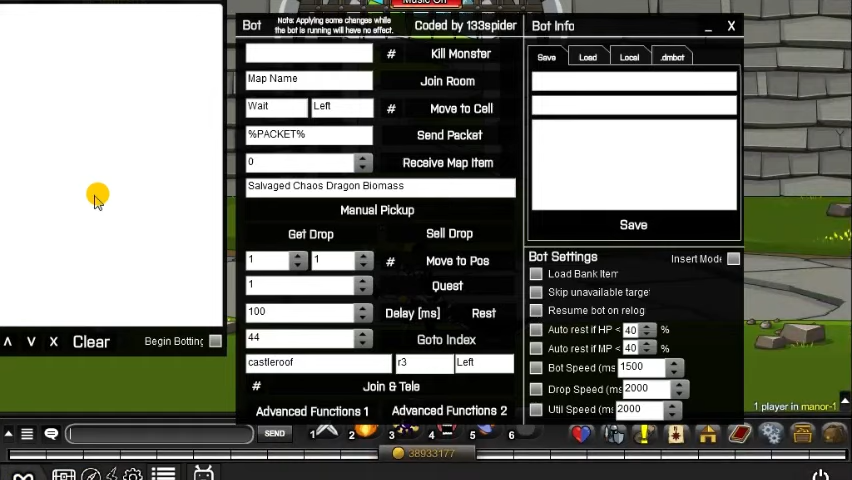 Music On
Bot
Note: Applying some changes while
the bot is running will have no effect.
Coded by 133spider
# Kill Monster
Map Name
Join Room
Wait
Left
# Move to Cell
%PACKET%
Send Packet
0
Receive Map Item
Salvaged Chaos Dragon Biomass
Manual Pickup
Get Drop
Sell Drop
1
1
# Move to Pos
1
Quest
100
Delay [ms]
Rest
44
Goto Index
castleroof
r3
Left
# Join & Tele
Advanced Functions 1
Advanced Functions 2
Bot Info
_ X
Save
Load
Local
.dmbot
Save
Bot Settings
Insert Mode
Load Bank Item
Skip unavailable target
Resume bot on relog
Auto rest if HP < 40 %
Auto rest if MP < 40 %
Bot Speed (ms 1500
Drop Speed (ms 2000
Util Speed (ms 2000
Λ V X Clear
Begin Botting
1 player in manor-1
SEND
1 2 3 4 5 6
38933177